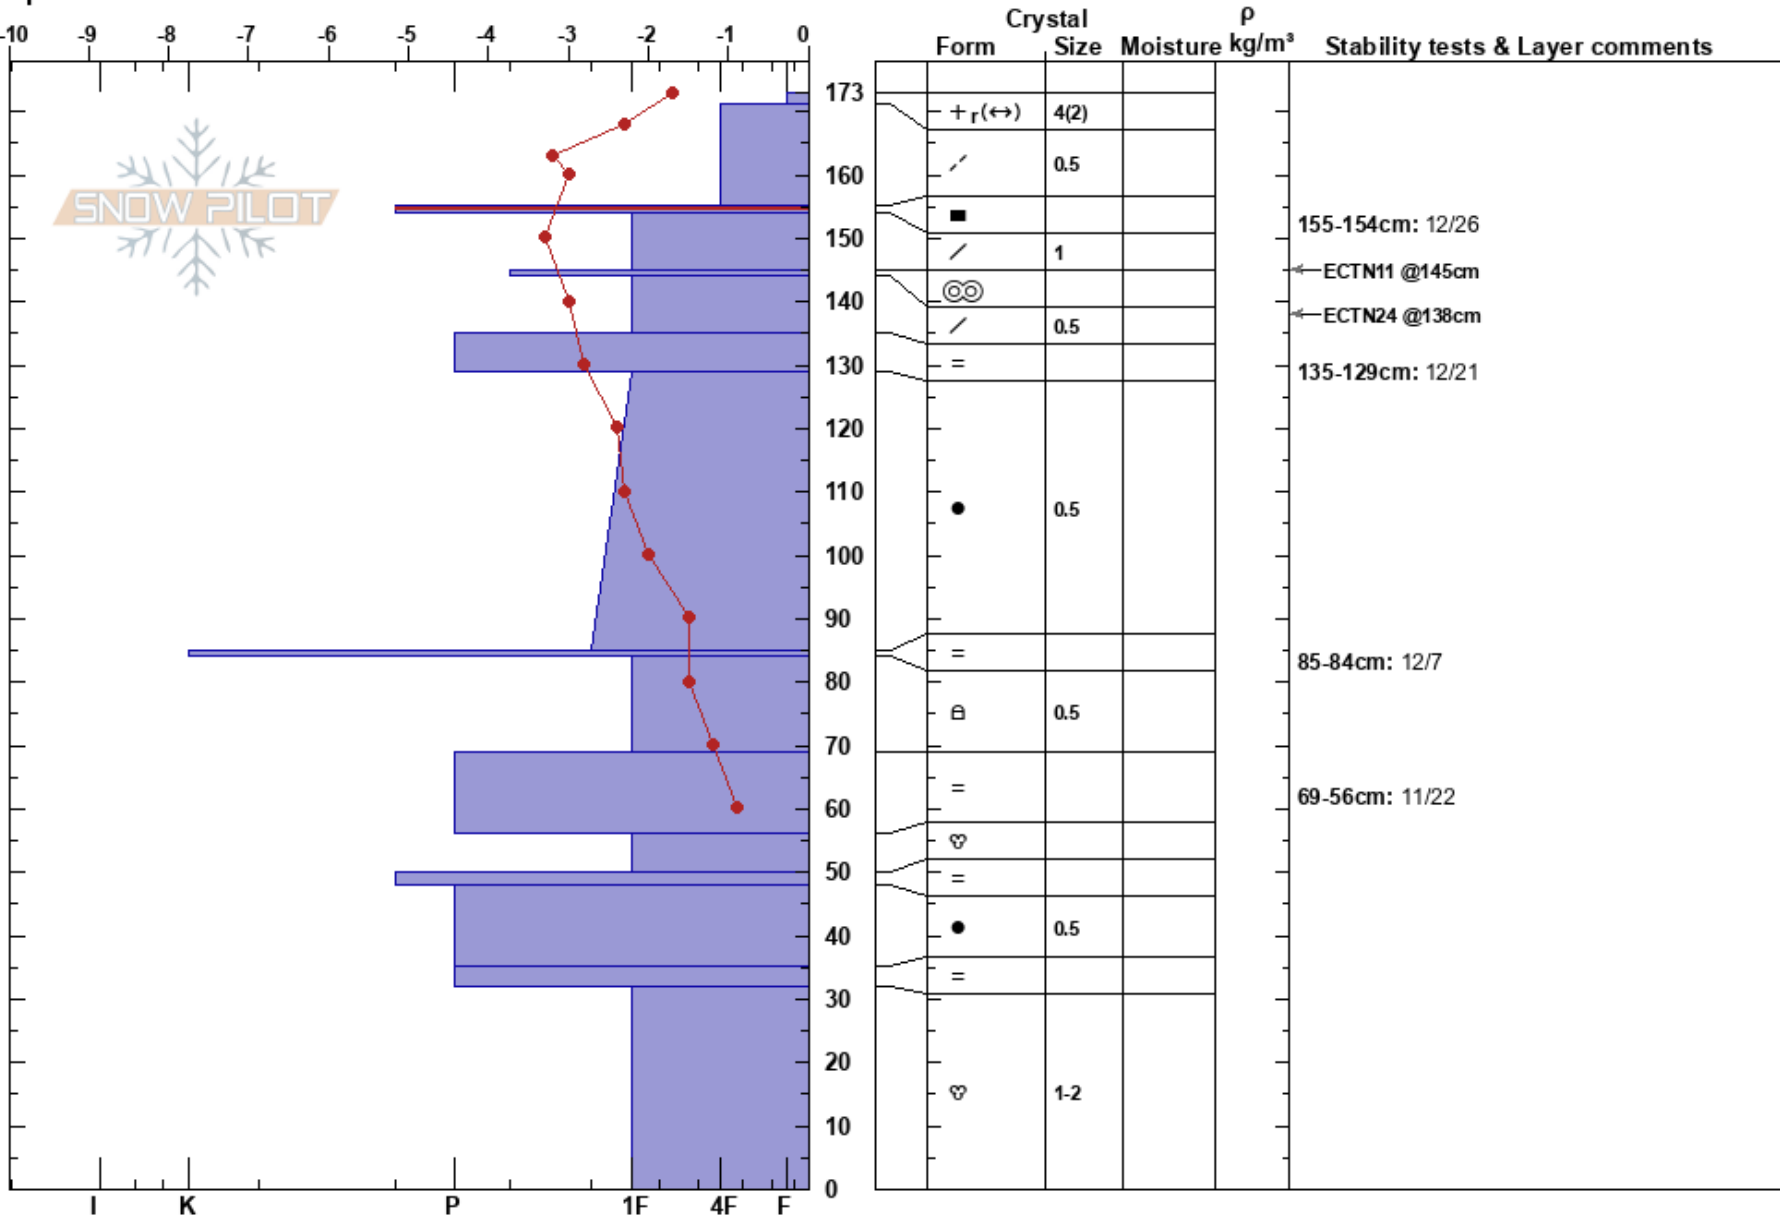 Crystal ρ
-10 -9 -8 -7 -6 -5 -4 -3 -2 -1 0 Form Size Moisture kg/m³ Stability tests & Layer comments
173 +r(↔) 4(2)
SNOW PILOT
160 0.5
■ 155-154cm: 12/26
150 1
ECTN11 @145cm
140
0.5 ECTN24 @138cm
130 = 135-129cm: 12/21
120
110 ● 0.5
100
90
= 85-84cm: 12/7
80
0.5
70
= 69-56cm: 11/22
60
50 =
40 ● 0.5
=
30
20
1-2
10
0
I K P 1F 4F F